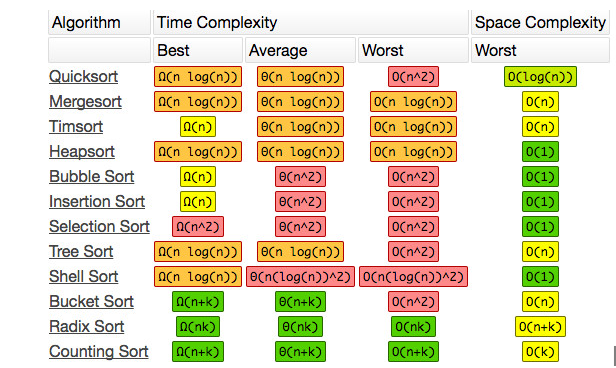 Algorithm Time Complexity Space Complexity
Best Average Worst Worst
Quicksort Ω(n log(n)) θ(n log(n)) O(n^2) O(log(n))
Mergesort Ω(n log(n)) θ(n log(n)) O(n log(n)) O(n)
Timsort Ω(n) θ(n log(n)) O(n log(n)) O(n)
Heapsort Ω(n log(n)) θ(n log(n)) O(n log(n)) O(1)
Bubble Sort Ω(n) θ(n^2) O(n^2) O(1)
Insertion Sort Ω(n) θ(n^2) O(n^2) O(1)
Selection Sort Ω(n^2) θ(n^2) O(n^2) O(1)
Tree Sort Ω(n log(n)) θ(n log(n)) O(n^2) O(n)
Shell Sort Ω(n log(n)) θ(n(log(n))^2) O(n(log(n))^2) O(1)
Bucket Sort Ω(n+k) θ(n+k) O(n^2) O(n)
Radix Sort Ω(nk) θ(nk) O(nk) O(n+k)
Counting Sort Ω(n+k) θ(n+k) O(n+k) O(k)